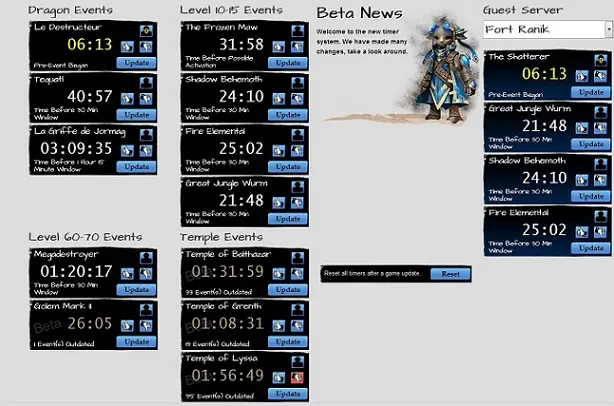 Dragon Events
Le Destructeur
06:13
Pre-Event Began
Update
Tequatl
40:57
Time Before 30 Min
Window
Update
La Griffe de Jormag
03:09:35
Time Before 1 Hour 15
Minute Window
Update
Level 10-15 Events
The Frozen Maw
31:58
Time Before Possible
Activation
Update
Shadow Behemoth
24:10
Time Before 30 Min
Window
Update
Fire Elemental
25:02
Time Before 30 Min
Window
Update
Great Jungle Wurm
21:48
Time Before 30 Min
Window
Update
Beta News
Welcome to the new timer
system. We have made many
changes, take a look around.
Guest Server
Fort Ranik
The Shatterer
06:13
Pre-Event Began
Update
Great Jungle Wurm
21:48
Time Before 30 Min
Window
Update
Shadow Behemoth
24:10
Time Before 30 Min
Window
Update
Fire Elemental
25:02
Time Before 30 Min
Window
Update
Level 60-70 Events
Megadestroyer
01:20:17
Time Before 30 Min
Window
Update
Golem Mark II
Beta
26:05
1 Event(s) Outdated
Update
Temple Events
Temple of Balthazar
Beta
01:31:59
33 Event(s) Outdated
Update
Temple of Grenth
Beta
01:08:31
19 Event(s) Outdated
Update
Temple of Lyssa
Beta
01:56:49
Event(s) Outdated
Update
Reset all timers after a game update.
Reset